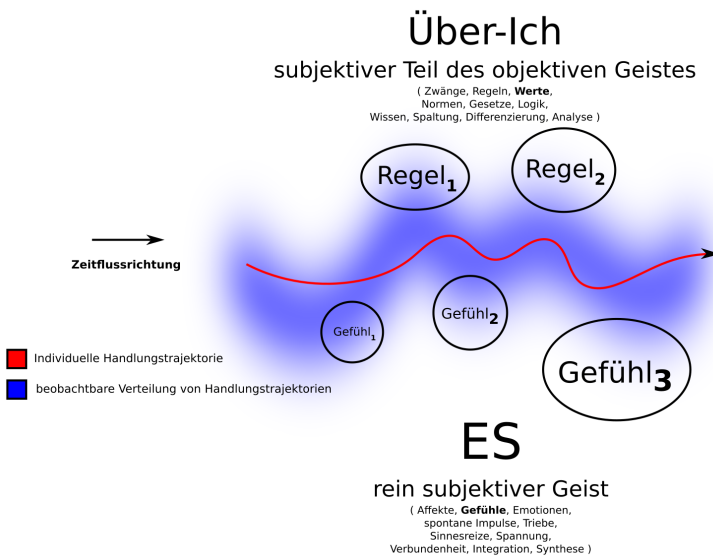 Über-Ich
subjektiver Teil des objektiven Geistes
( Zwänge, Regeln, Werte,
Normen, Gesetze, Logik,
Wissen, Spaltung, Differenzierung, Analyse )
Regel1
Regel2
Zeitflussrichtung
Gefühl1
Gefühl2
Gefühl3
Individuelle Handlungstrajektorie
beobachtbare Verteilung von Handlungstrajektorien
ES
rein subjektiver Geist
( Affekte, Gefühle, Emotionen,
spontane Impulse, Triebe,
Sinnesreize, Spannung,
Verbundenheit, Integration, Synthese )